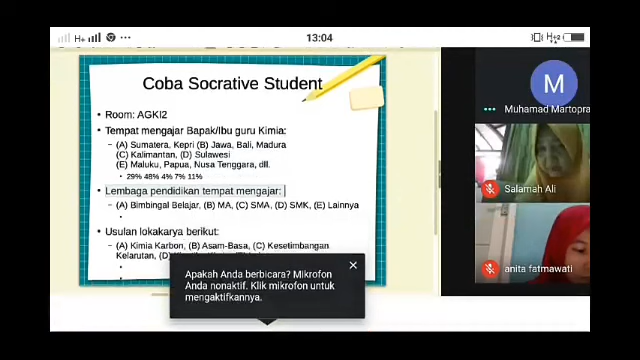 H+ ...
13:04
H+2
Coba Socrative Student
• Room: AGKI2
• Tempat mengajar Bapak/Ibu guru Kimia:
– (A) Sumatera, Kepri (B) Jawa, Bali, Madura
(C) Kalimantan, (D) Sulawesi
(E) Maluku, Papua, Nusa Tenggara, dll.
• 29% 48% 4% 7% 11%
• Lembaga pendidikan tempat mengajar:
– (A) Bimbingal Belajar, (B) MA, (C) SMA, (D) SMK, (E) Lainnya
• Usulan lokakarya berikut:
– (A) Kimia Karbon, (B) Asam-Basa, (C) Kesetimbangan
Kelarutan, (D)
Apakah Anda berbicara? Mikrofon
Anda nonaktif. Klik mikrofon untuk
mengaktifkannya.
M
Muhamad Martopra
Salamah Ali
anita fatmawati